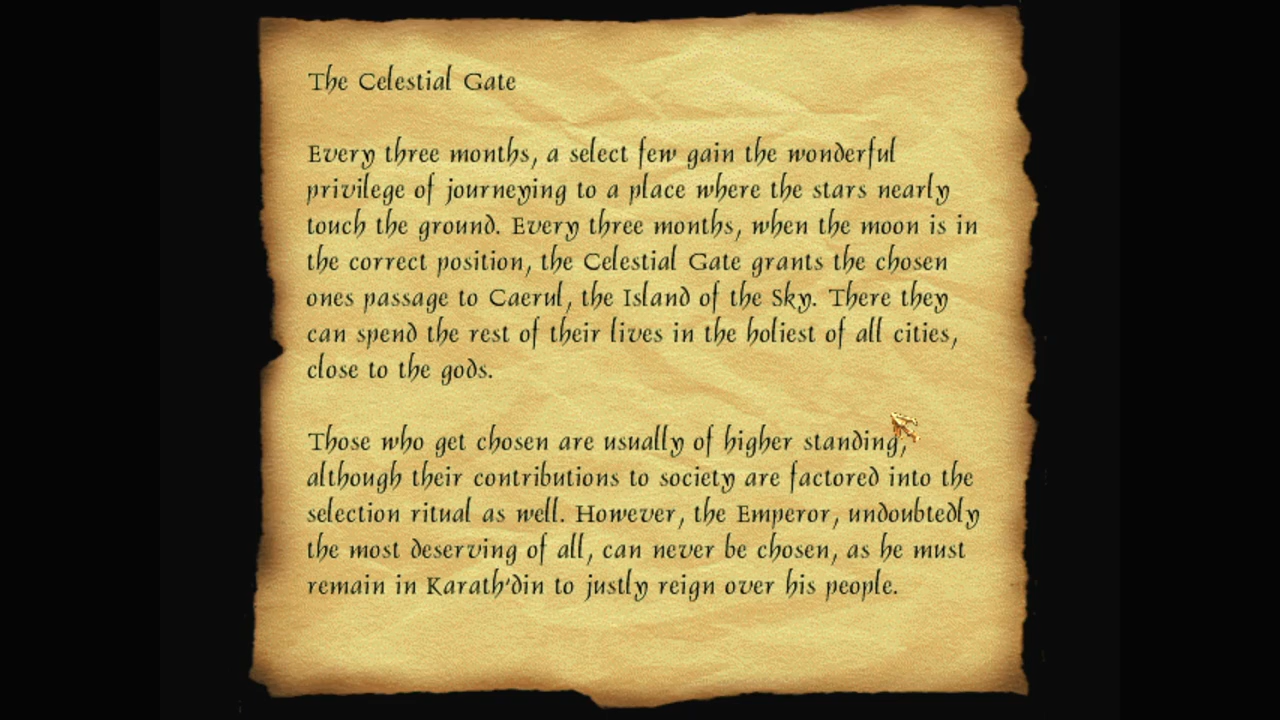 The Celestial Gate
Every three months, a select few gain the wonderful
privilege of journeying to a place where the stars nearly
touch the ground. Every three months, when the moon is in
the correct position, the Celestial Gate grants the chosen
ones passage to Caerul, the Island of the Sky. There they
can spend the rest of their lives in the holiest of all cities,
close to the gods.
Those who get chosen are usually of higher standing,
although their contributions to society are factored into the
selection ritual as well. However, the Emperor, undoubtedly
the most deserving of all, can never be chosen, as he must
remain in Karath'din to justly reign over his people.